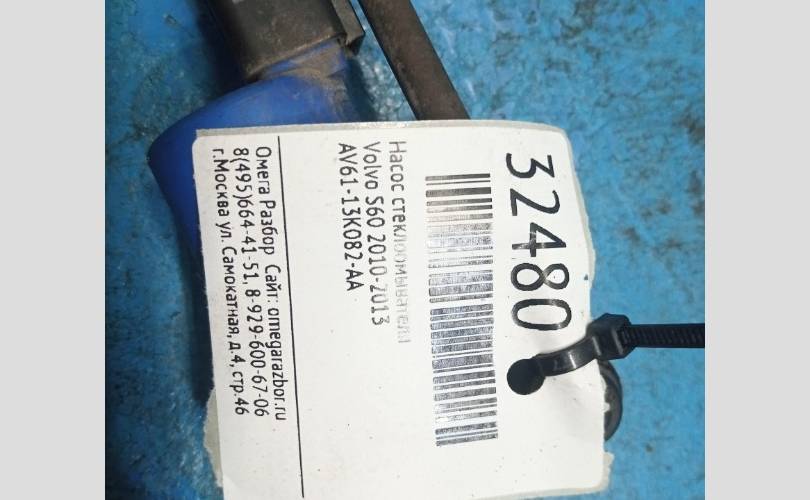 32480
Насос стеклоомывателя
Volvo S60 2010-2013
AV61-13K082-AA
Омега Разбор Сайт: omegarazbor.ru
8(495)664-41-51, 8-929-600-67-06
г.Москва ул. Самокатная, д.4, стр.46